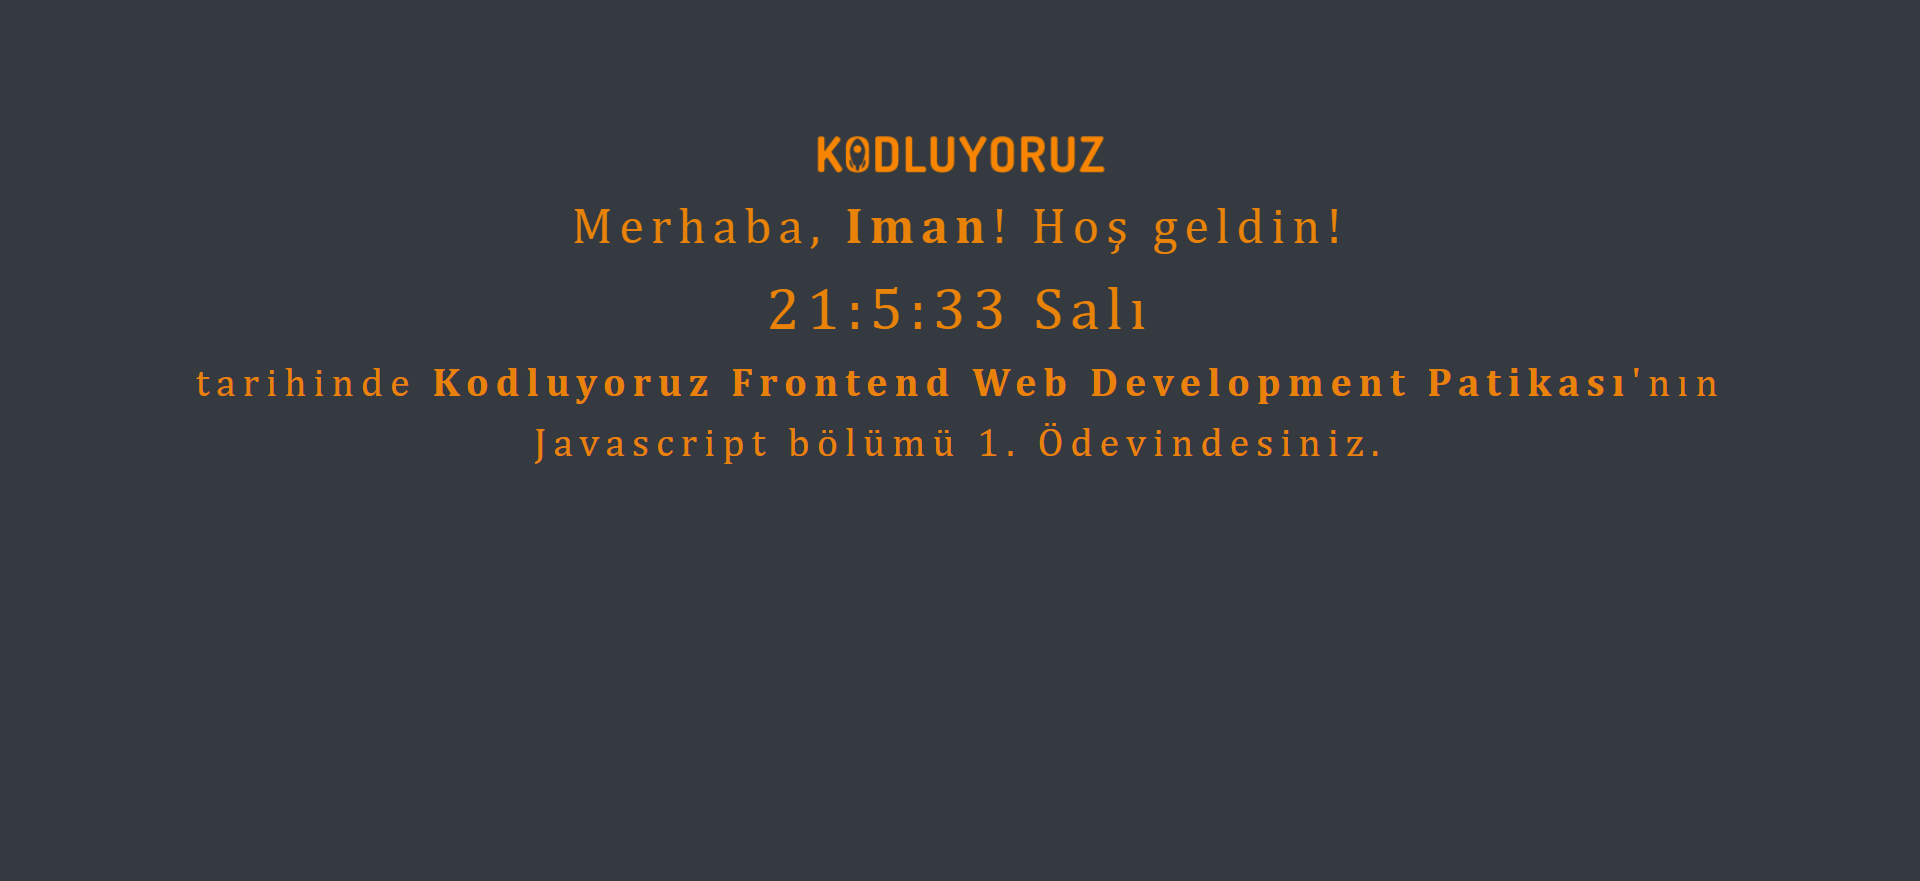 KODLUYORUZ
Merhaba, Iman! Hoş geldin!
21:5:33 Salı
tarihinde Kodluyoruz Frontend Web Development Patikası'nın
Javascript bölümü 1. Ödevindesiniz.